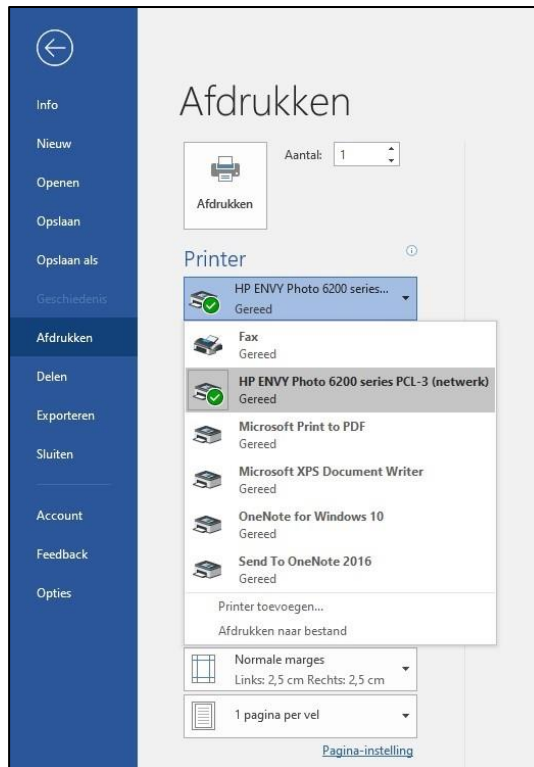 Info
Nieuw
Openen
Opslaan
Opslaan als
Geschiedenis
Afdrukken
Delen
Exporteren
Sluiten
Account
Feedback
Opties
Afdrukken
Afdrukken
Aantal: 1
Printer
HP ENVY Photo 6200 series...
Gereed
Fax
Gereed
HP ENVY Photo 6200 series PCL-3 (netwerk)
Gereed
Microsoft Print to PDF
Gereed
Microsoft XPS Document Writer
Gereed
OneNote for Windows 10
Gereed
Send To OneNote 2016
Gereed
Printer toevoegen...
Afdrukken naar bestand
Normale marges
Links: 2,5 cm Rechts: 2,5 cm
1 pagina per vel
Pagina-instelling